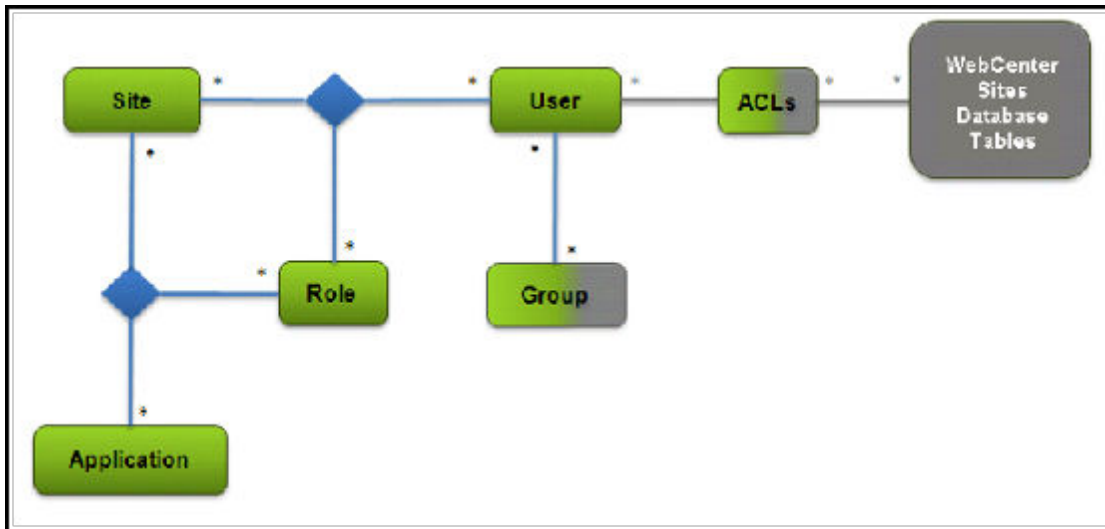 Site
*
*
User
*
ACLs
*
*
WebCenter
Sites
Database
Tables
*
*
*
*
*
Role
Group
*
Application